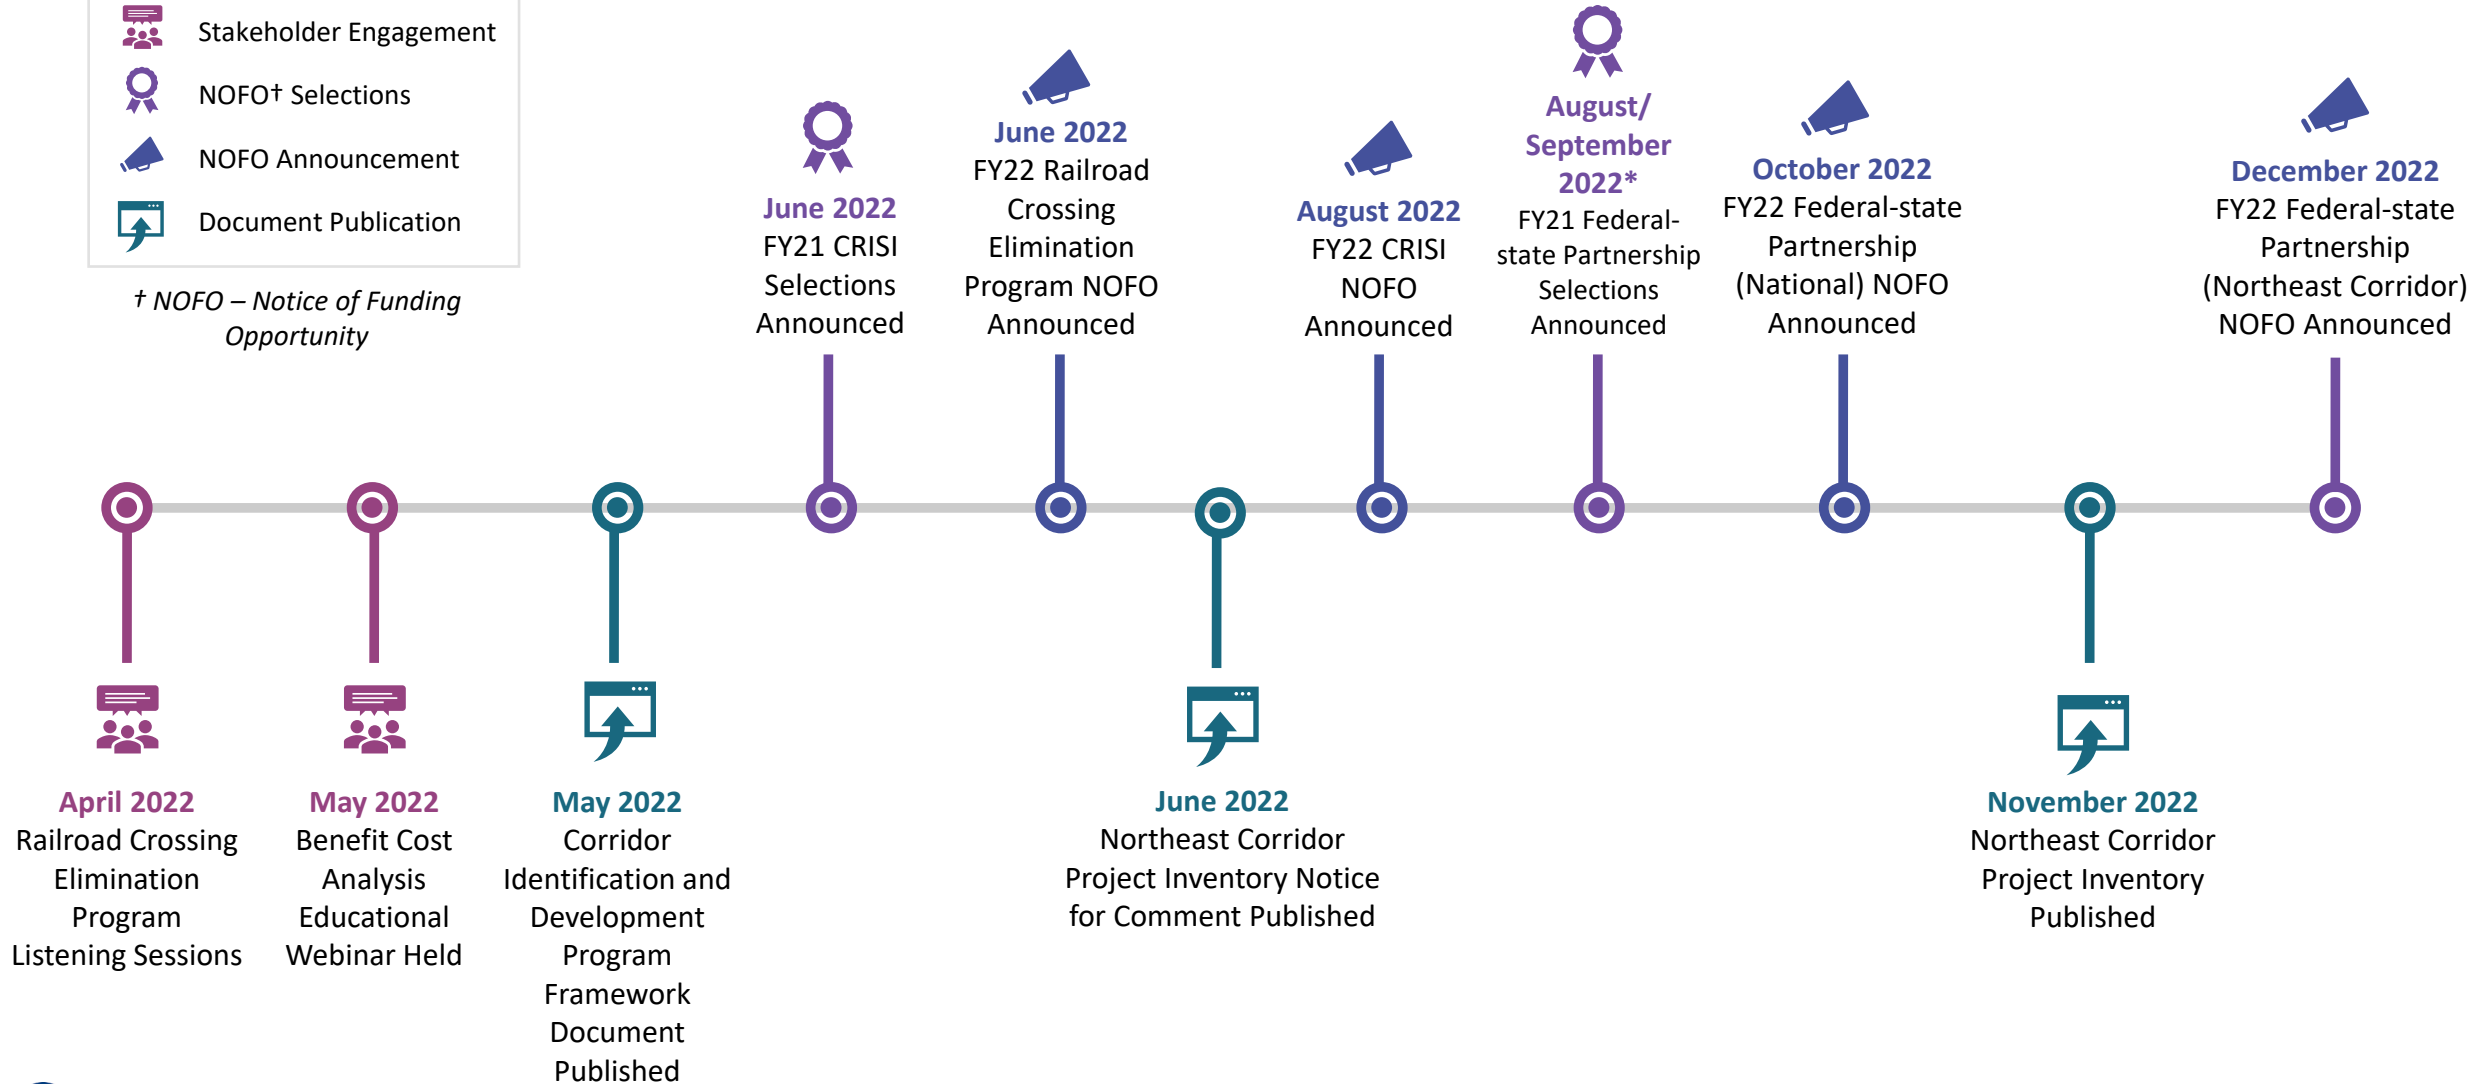 Stakeholder Engagement
NOFO† Selections
NOFO Announcement
Document Publication
† NOFO – Notice of Funding
Opportunity
June 2022
FY21 CRISI
Selections
Announced
June 2022
FY22 Railroad
Crossing
Elimination
Program NOFO
Announced
August 2022
FY22 CRISI
NOFO
Announced
August/
September
2022*
FY21 Federal-
state Partnership
Selections
Announced
October 2022
FY22 Federal-state
Partnership
(National) NOFO
Announced
December 2022
FY22 Federal-state
Partnership
(Northeast Corridor)
NOFO Announced
April 2022
Railroad Crossing
Elimination
Program
Listening Sessions
May 2022
Benefit Cost
Analysis
Educational
Webinar Held
May 2022
Corridor
Identification and
Development
Program
Framework
Document
Published
June 2022
Northeast Corridor
Project Inventory Notice
for Comment Published
November 2022
Northeast Corridor
Project Inventory
Published